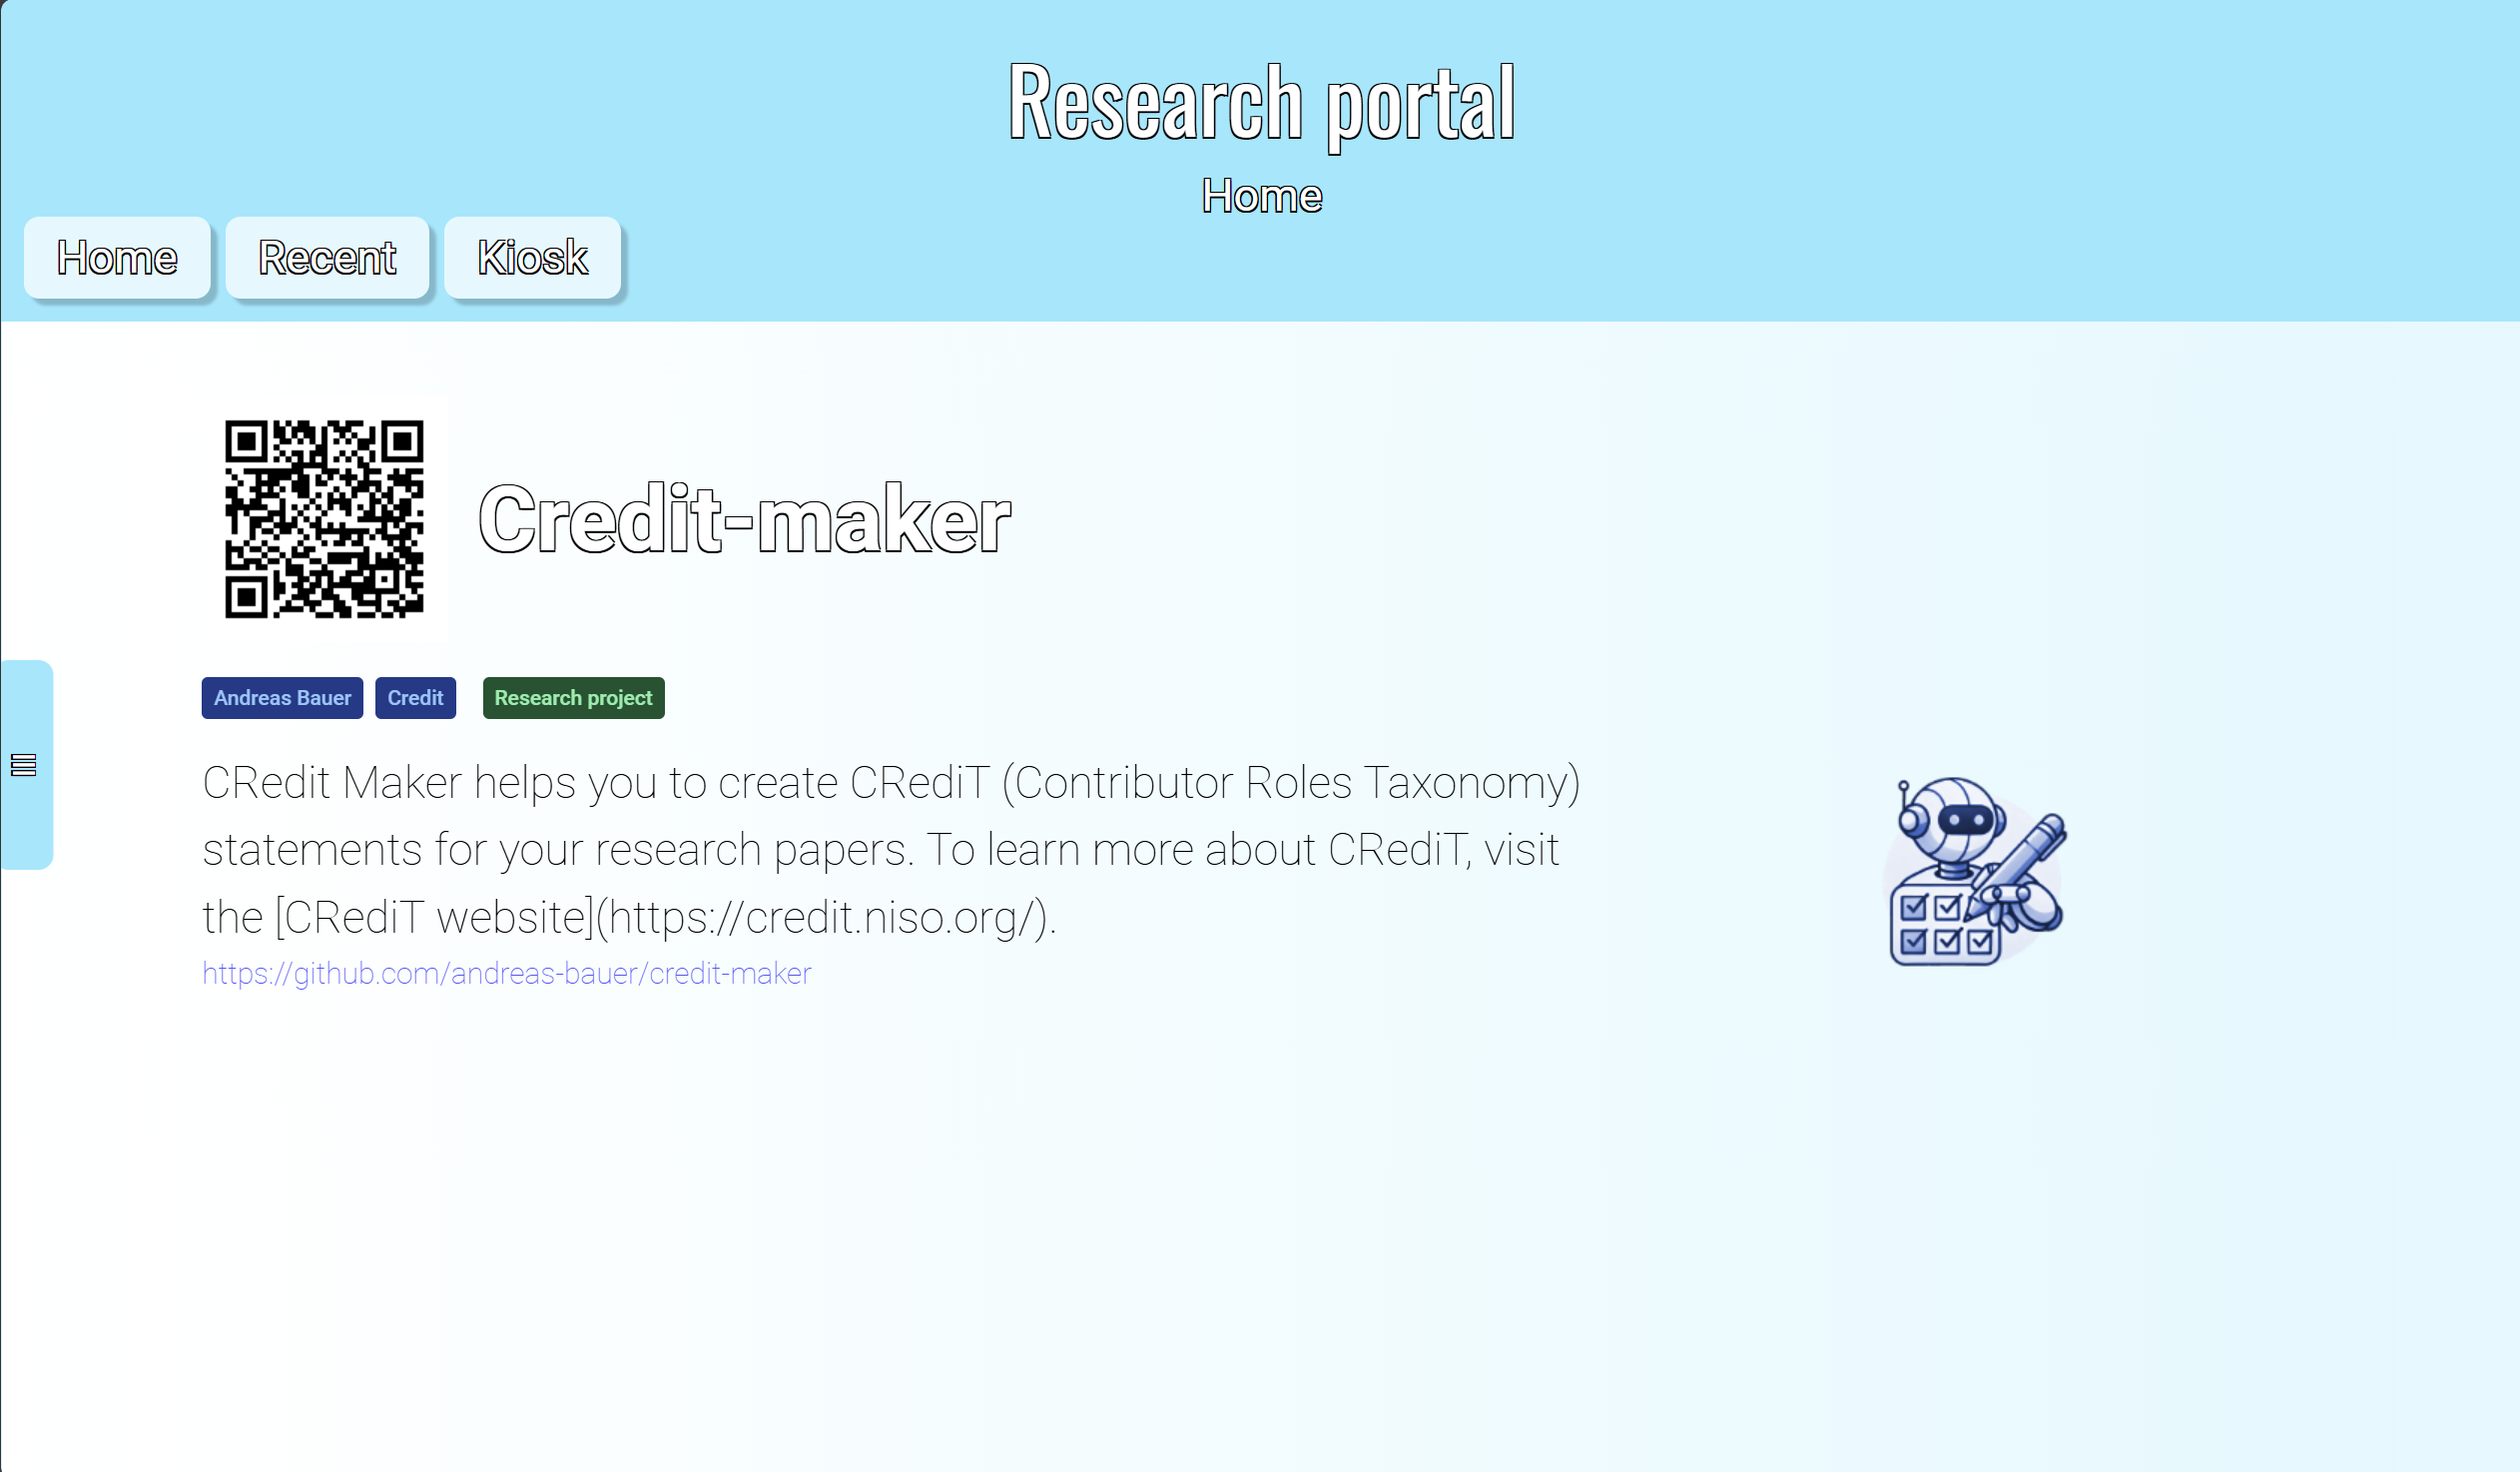 Research portal
Home
Home Recent Kiosk
Credit-maker
Andreas Bauer Credit Research project
CRedit Maker helps you to create CRediT (Contributor Roles Taxonomy)
statements for your research papers. To learn more about CRediT, visit
the [CRediT website](https://credit.niso.org/).
https://github.com/andreas-bauer/credit-maker